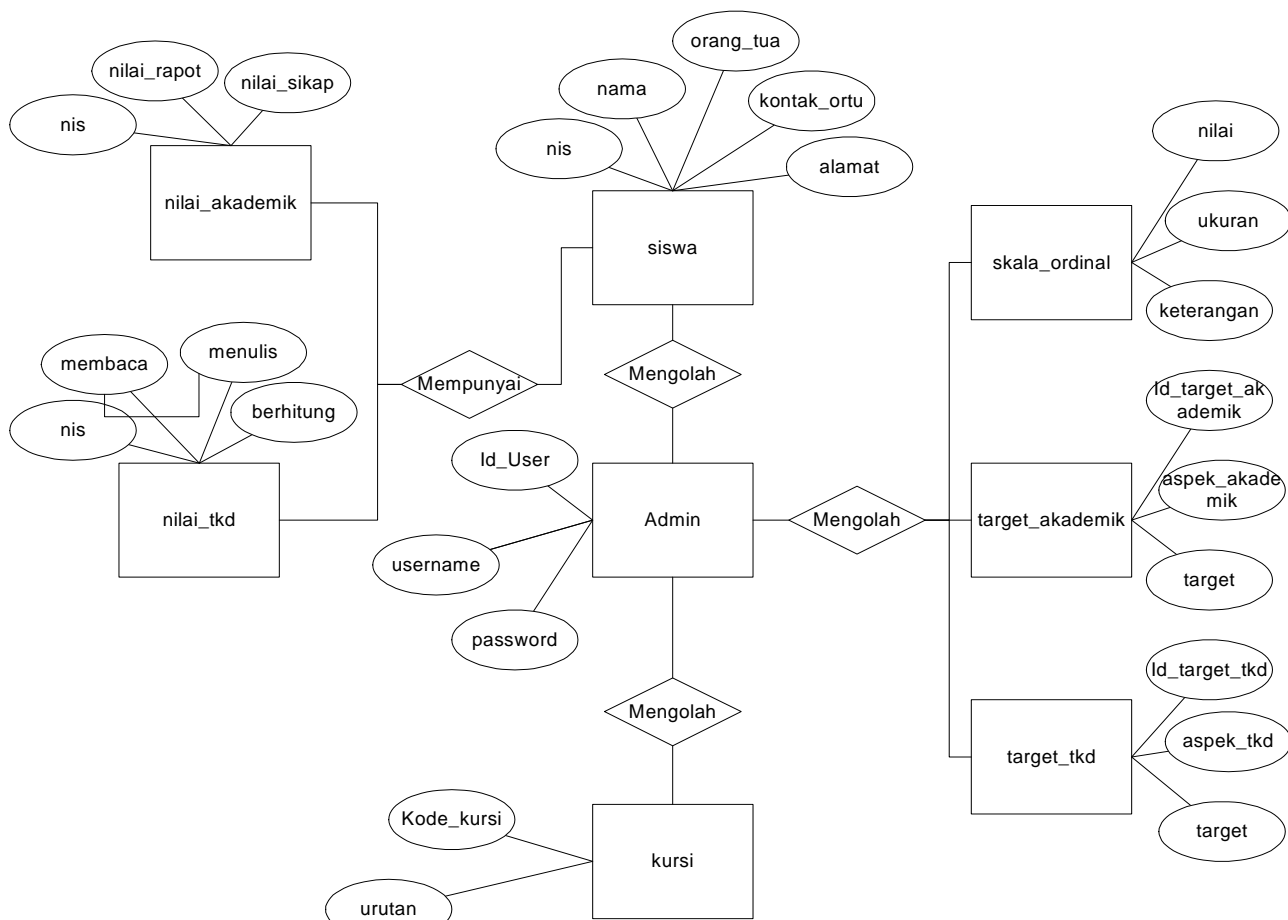 orang_tua
nilai_rapot
nilai_sikap
nama
kontak_ortu
nis
nilai
nis
alamat
nilai_akademik
siswa
ukuran
skala_ordinal
keterangan
menulis
membaca
Mengolah
Mempunyai
Id_target_ak
ademik
berhitung
nis
Id_User
aspek_akade
mik
nilai_tkd
Admin
Mengolah
target_akademik
username
target
password
Id_target_tkd
Mengolah
aspek_tkd
target_tkd
Kode_kursi
target
kursi
urutan